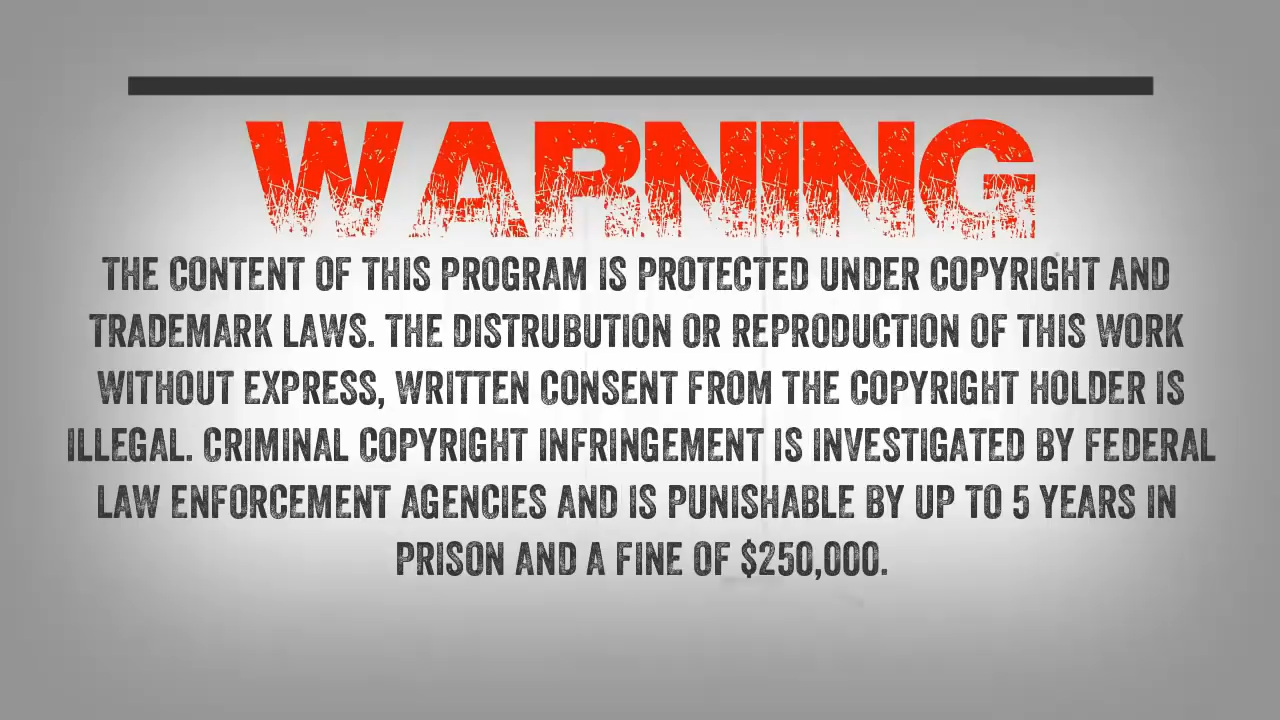 WARNING
THE CONTENT OF THIS PROGRAM IS PROTECTED UNDER COPYRIGHT AND
TRADEMARK LAWS. THE DISTRUBUTION OR REPRODUCTION OF THIS WORK
WITHOUT EXPRESS, WRITTEN CONSENT FROM THE COPYRIGHT HOLDER IS
ILLEGAL. CRIMINAL COPYRIGHT INFRINGEMENT IS INVESTIGATED BY FEDERAL
LAW ENFORCEMENT AGENCIES AND IS PUNISHABLE BY UP TO 5 YEARS IN
PRISON AND A FINE OF $250,000.